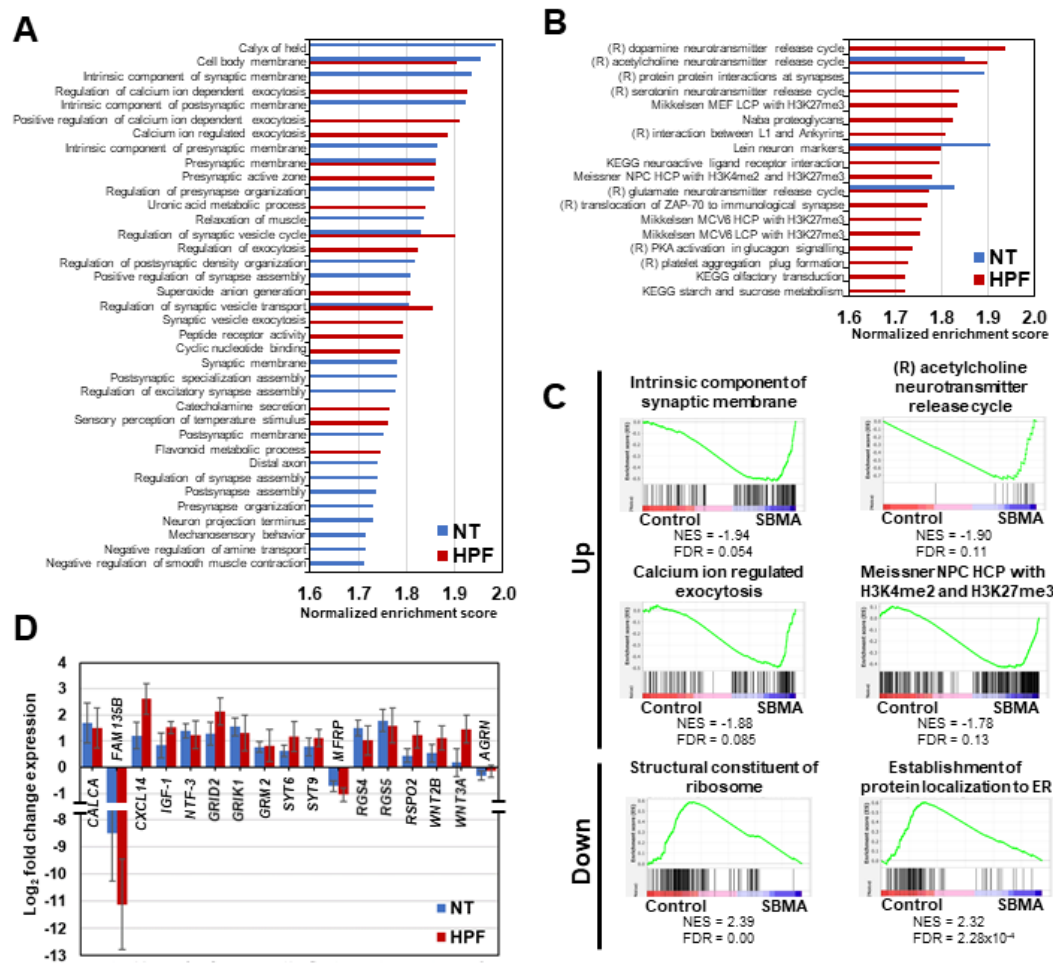 A
Calyx of held
Cell body membrane
Intrinsic component of synaptic membrane
Regulation of calcium ion dependent exocytosis
Intrinsic component of postsynaptic membrane
Positive regulation of calcium ion dependent exocytosis
Calcium ion regulated exocytosis
Intrinsic component of presynaptic membrane
Presynaptic membrane
Presynaptic active zone
Regulation of presynapse organization
Uronic acid metabolic process
Relaxation of muscle
Regulation of synaptic vesicle cycle
Regulation of exocytosis
Regulation of postsynaptic density organization
Positive regulation of synapse assembly
Superoxide anion generation
Regulation of synaptic vesicle transport
Synaptic vesicle exocytosis
Peptide receptor activity
Cyclic nucleotide binding
Synaptic membrane
Postsynaptic specialization assembly
Regulation of excitatory synapse assembly
Catecholamine secretion
Sensory perception of temperature stimulus
Postsynaptic membrane
Flavonoid metabolic process
Distal axon
Regulation of synapse assembly
Postsynapse assembly
Presynapse organization
Neuron projection terminus
Mechanosensory behavior
Negative regulation of amine transport
Negative regulation of smooth muscle contraction
NT
HPF
1.6 1.7 1.8 1.9 2.0
Normalized enrichment score
B
(R) dopamine neurotransmitter release cycle
(R) acetylcholine neurotransmitter release cycle
(R) protein protein interactions at synapses
(R) serotonin neurotransmitter release cycle
Mikkelsen MEF LCP with H3K27me3
Naba proteoglycans
(R) interaction between L1 and Ankyrins
Lein neuron markers
KEGG neuroactive ligand receptor interaction
Meissner NPC HCP with H3K4me2 and H3K27me3
(R) glutamate neurotransmitter release cycle
(R) translocation of ZAP-70 to immunological synapse
Mikkelsen MCV6 HCP with H3K27me3
Mikkelsen MCV6 LCP with H3K27me3
(R) PKA activation in glucagon signalling
(R) platelet aggregation plug formation
KEGG olfactory transduction
KEGG starch and sucrose metabolism
NT
HPF
1.6 1.7 1.8 1.9 2.0
Normalized enrichment score
C
Up
Intrinsic component of
synaptic membrane
Enrichment score (ES)
Control SBMA
NES = -1.94
FDR = 0.054
(R) acetylcholine
neurotransmitter
release cycle
Enrichment score (ES)
Control SBMA
NES = -1.90
FDR = 0.11
Calcium ion regulated
exocytosis
Enrichment score (ES)
Control SBMA
NES = -1.88
FDR = 0.085
Meissner NPC HCP with
H3K4me2 and H3K27me3
Enrichment score (ES)
Control SBMA
NES = -1.78
FDR = 0.13
Down
Structural constituent of
ribosome
Enrichment score (ES)
Control SBMA
NES = 2.39
FDR = 0.00
Establishment of
protein localization to ER
Enrichment score (ES)
Control SBMA
NES = 2.32
FDR = 2.28x10⁻⁴
D
Log₂ fold change expression
4
3
2
1
0
-1
-8
-9
-10
-11
-12
-13
CALCA
FAM135B
CXCL14
IGF-1
NTF-3
GRID2
GRIK1
GRM2
SYT6
SYT9
MFRP
RGS4
RGS5
RSPO2
WNT2B
WNT3A
AGRN
NT
HPF